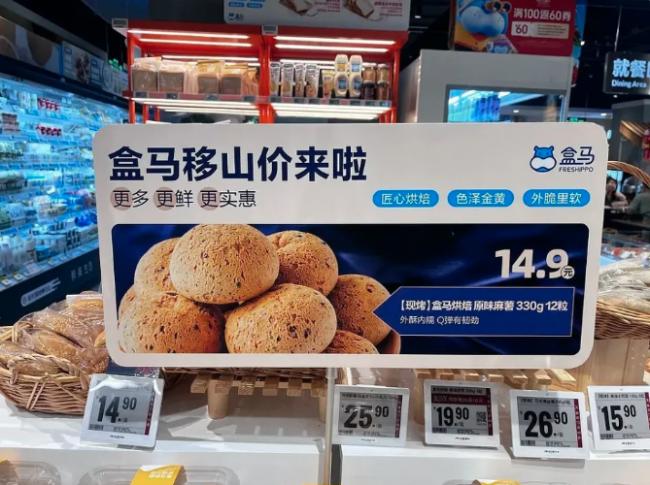 满100减60券
¥60
就餐
Dining Area
盒马移山价来啦
更多 更鲜 更实惠
盒马
FRESHIPPO
匠心烘焙
色泽金黄
外脆里软
14.9元
【现烤】盒马烘焙 原味麻薯 330g 12粒
外酥内糯 Q弹有韧劲
14.90
25.90
19.90
26.90
15.90